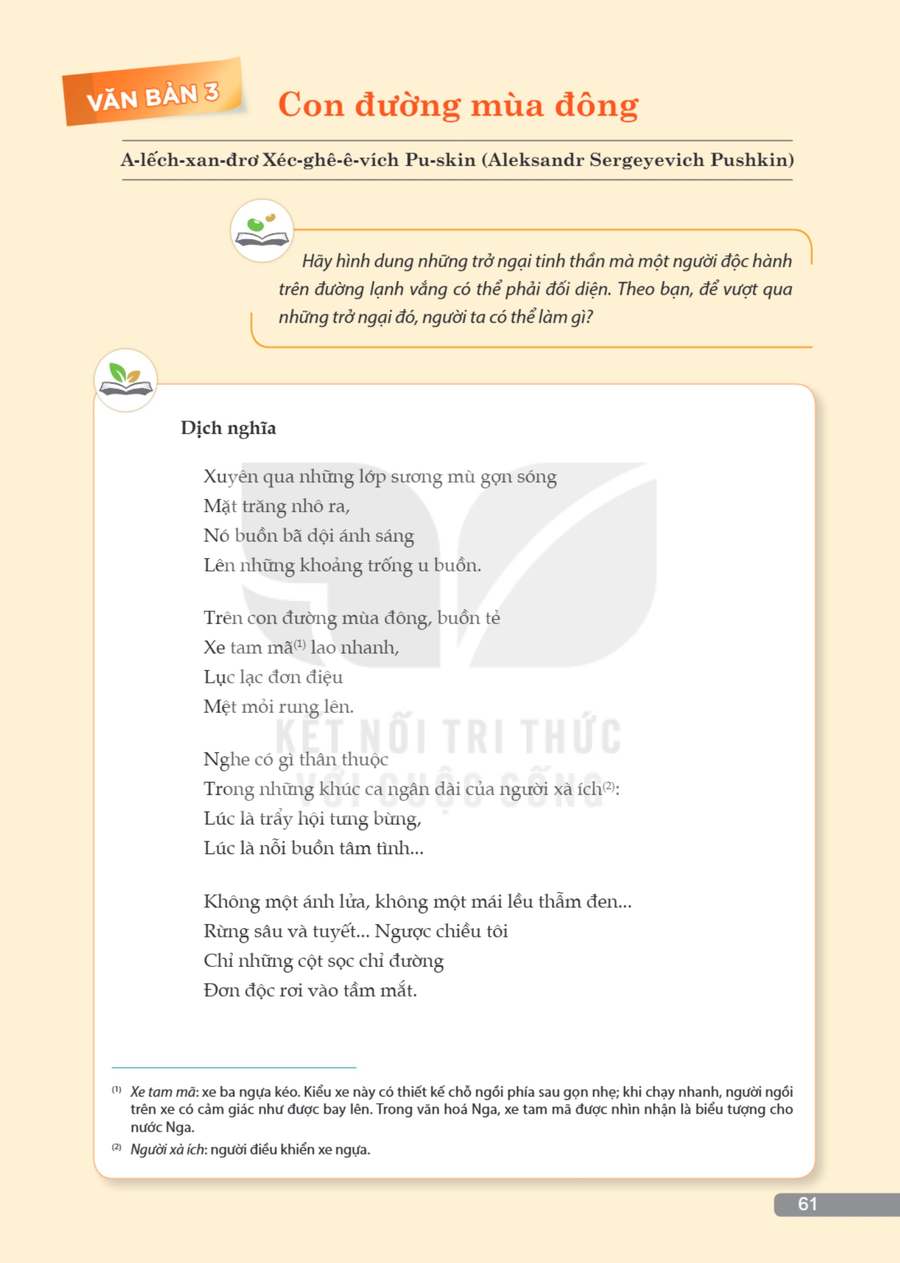 VĂN BẢN 3
Con đường mùa đông
A-lếch-xan-đrơ Xéc-ghê-ê-vích Pu-skin (Aleksandr Sergeyevich Pushkin)
Hãy hình dung những trở ngại tinh thần mà một người độc hành
trên đường lạnh vắng có thể phải đối diện. Theo bạn, để vượt qua
những trở ngại đó, người ta có thể làm gì?
Dịch nghĩa
Xuyên qua những lớp sương mù gợn sóng
Mặt trăng nhô ra,
Nó buồn bã dội ánh sáng
Lên những khoảng trống u buồn.
Trên con đường mùa đông, buồn tẻ
Xe tam mã(1) lao nhanh,
Lục lạc đơn điệu
Mệt mỏi rung lên.
KẾT NỐI TRI THỨC
VỚI CUỘC SỐNG
Nghe có gì thân thuộc
Trong những khúc ca ngân dài của người xà ích(2):
Lúc là trẩy hội tưng bừng,
Lúc là nỗi buồn tâm tình...
Không một ánh lửa, không một mái lều thẫm đen...
Rừng sâu và tuyết... Ngược chiều tôi
Chỉ những cột sọc chỉ đường
Đơn độc rơi vào tầm mắt.
(1) Xe tam mã: xe ba ngựa kéo. Kiểu xe này có thiết kế chỗ ngồi phía sau gọn nhẹ; khi chạy nhanh, người ngồi
trên xe có cảm giác như được bay lên. Trong văn hoá Nga, xe tam mã được nhìn nhận là biểu tượng cho
nước Nga.
(2) Người xà ích: người điều khiển xe ngựa.
61